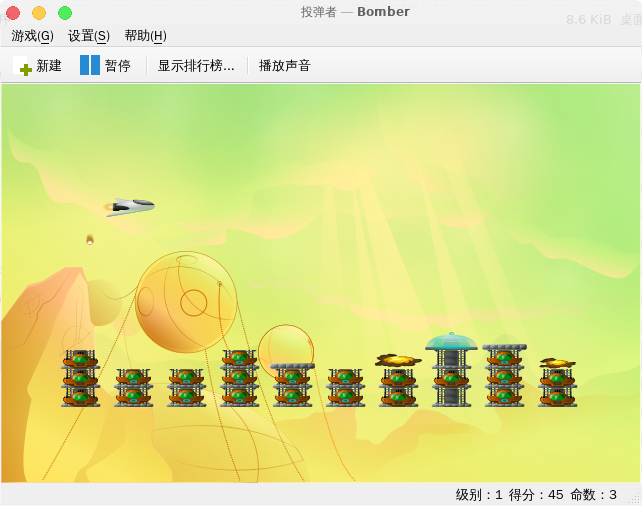 投弹者 — Bomber
8.6 KiB 桌面
游戏(G) 设置(S) 帮助(H)
新建 暂停 显示排行榜... 播放声音
级别：1 得分：45 命数：3